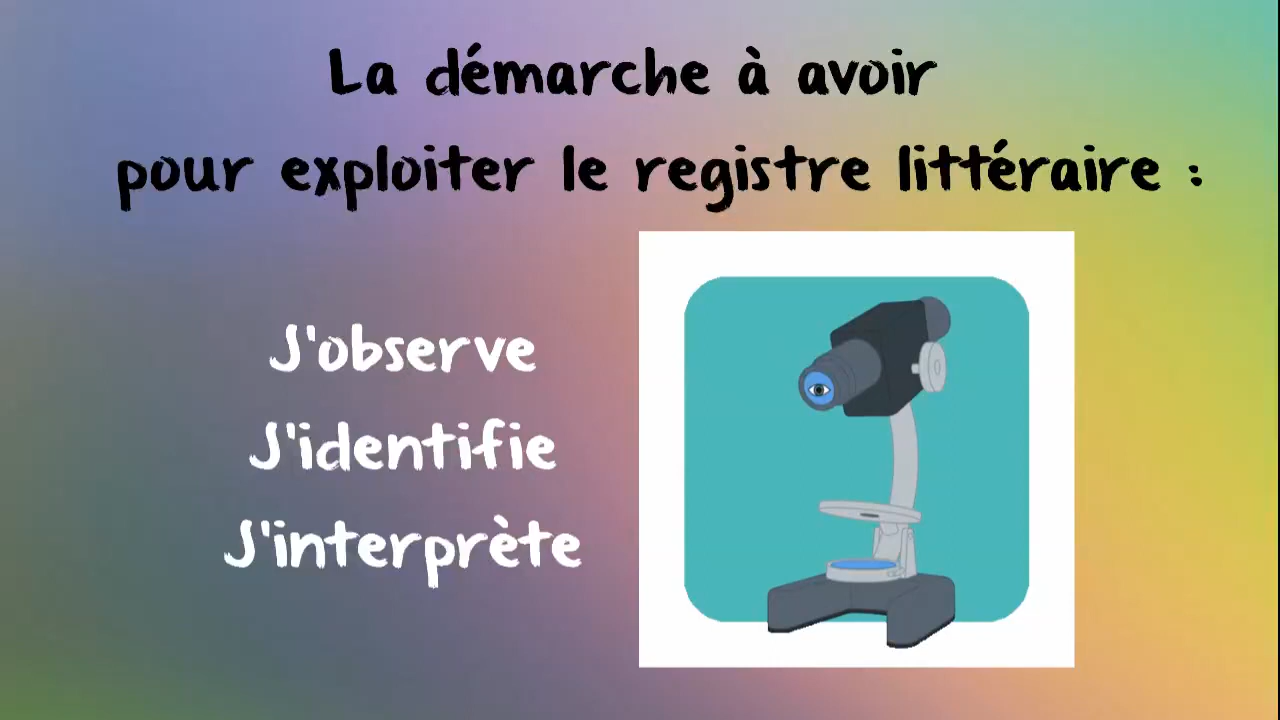 La démarche à avoir
pour exploiter le registre littéraire :
J'observe
J'identifie
J'interprète